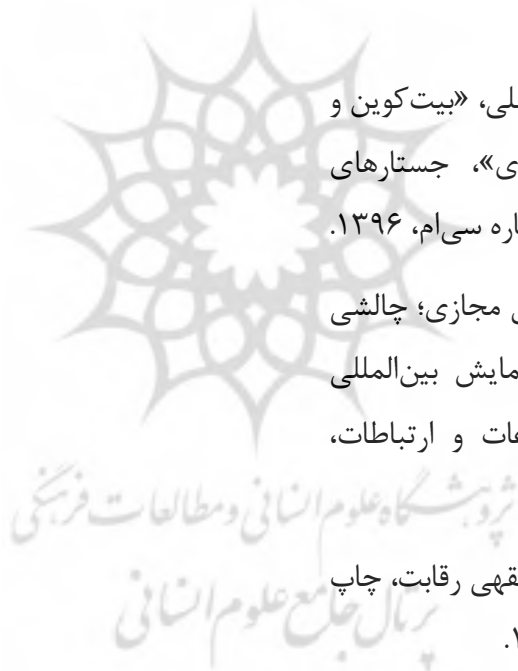 لی، «بیت‌کوین و
ی»، جستارهای
اره سی‌ام، ۱۳۹۶.
مجازی؛ چالشی
مایش بین‌المللی
عات و ارتباطات،
پژوهشگاه علوم انسانی و مطالعات فرهنگی
قهی رقابت، چاپ
پرتال جامع علوم انسانی